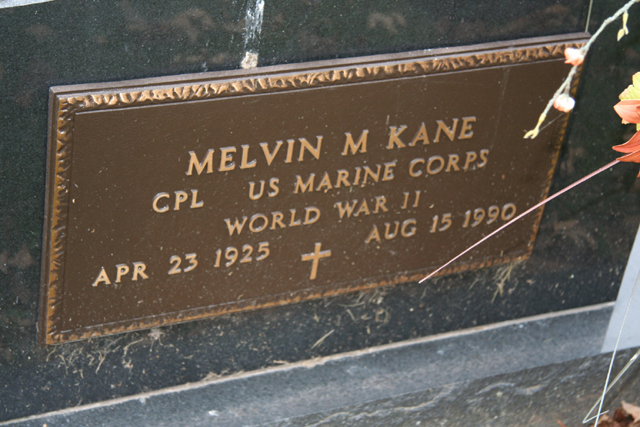 MELVIN M KANE
CPL US MARINE CORPS
WORLD WAR II
APR 23 1925 AUG 15 1990